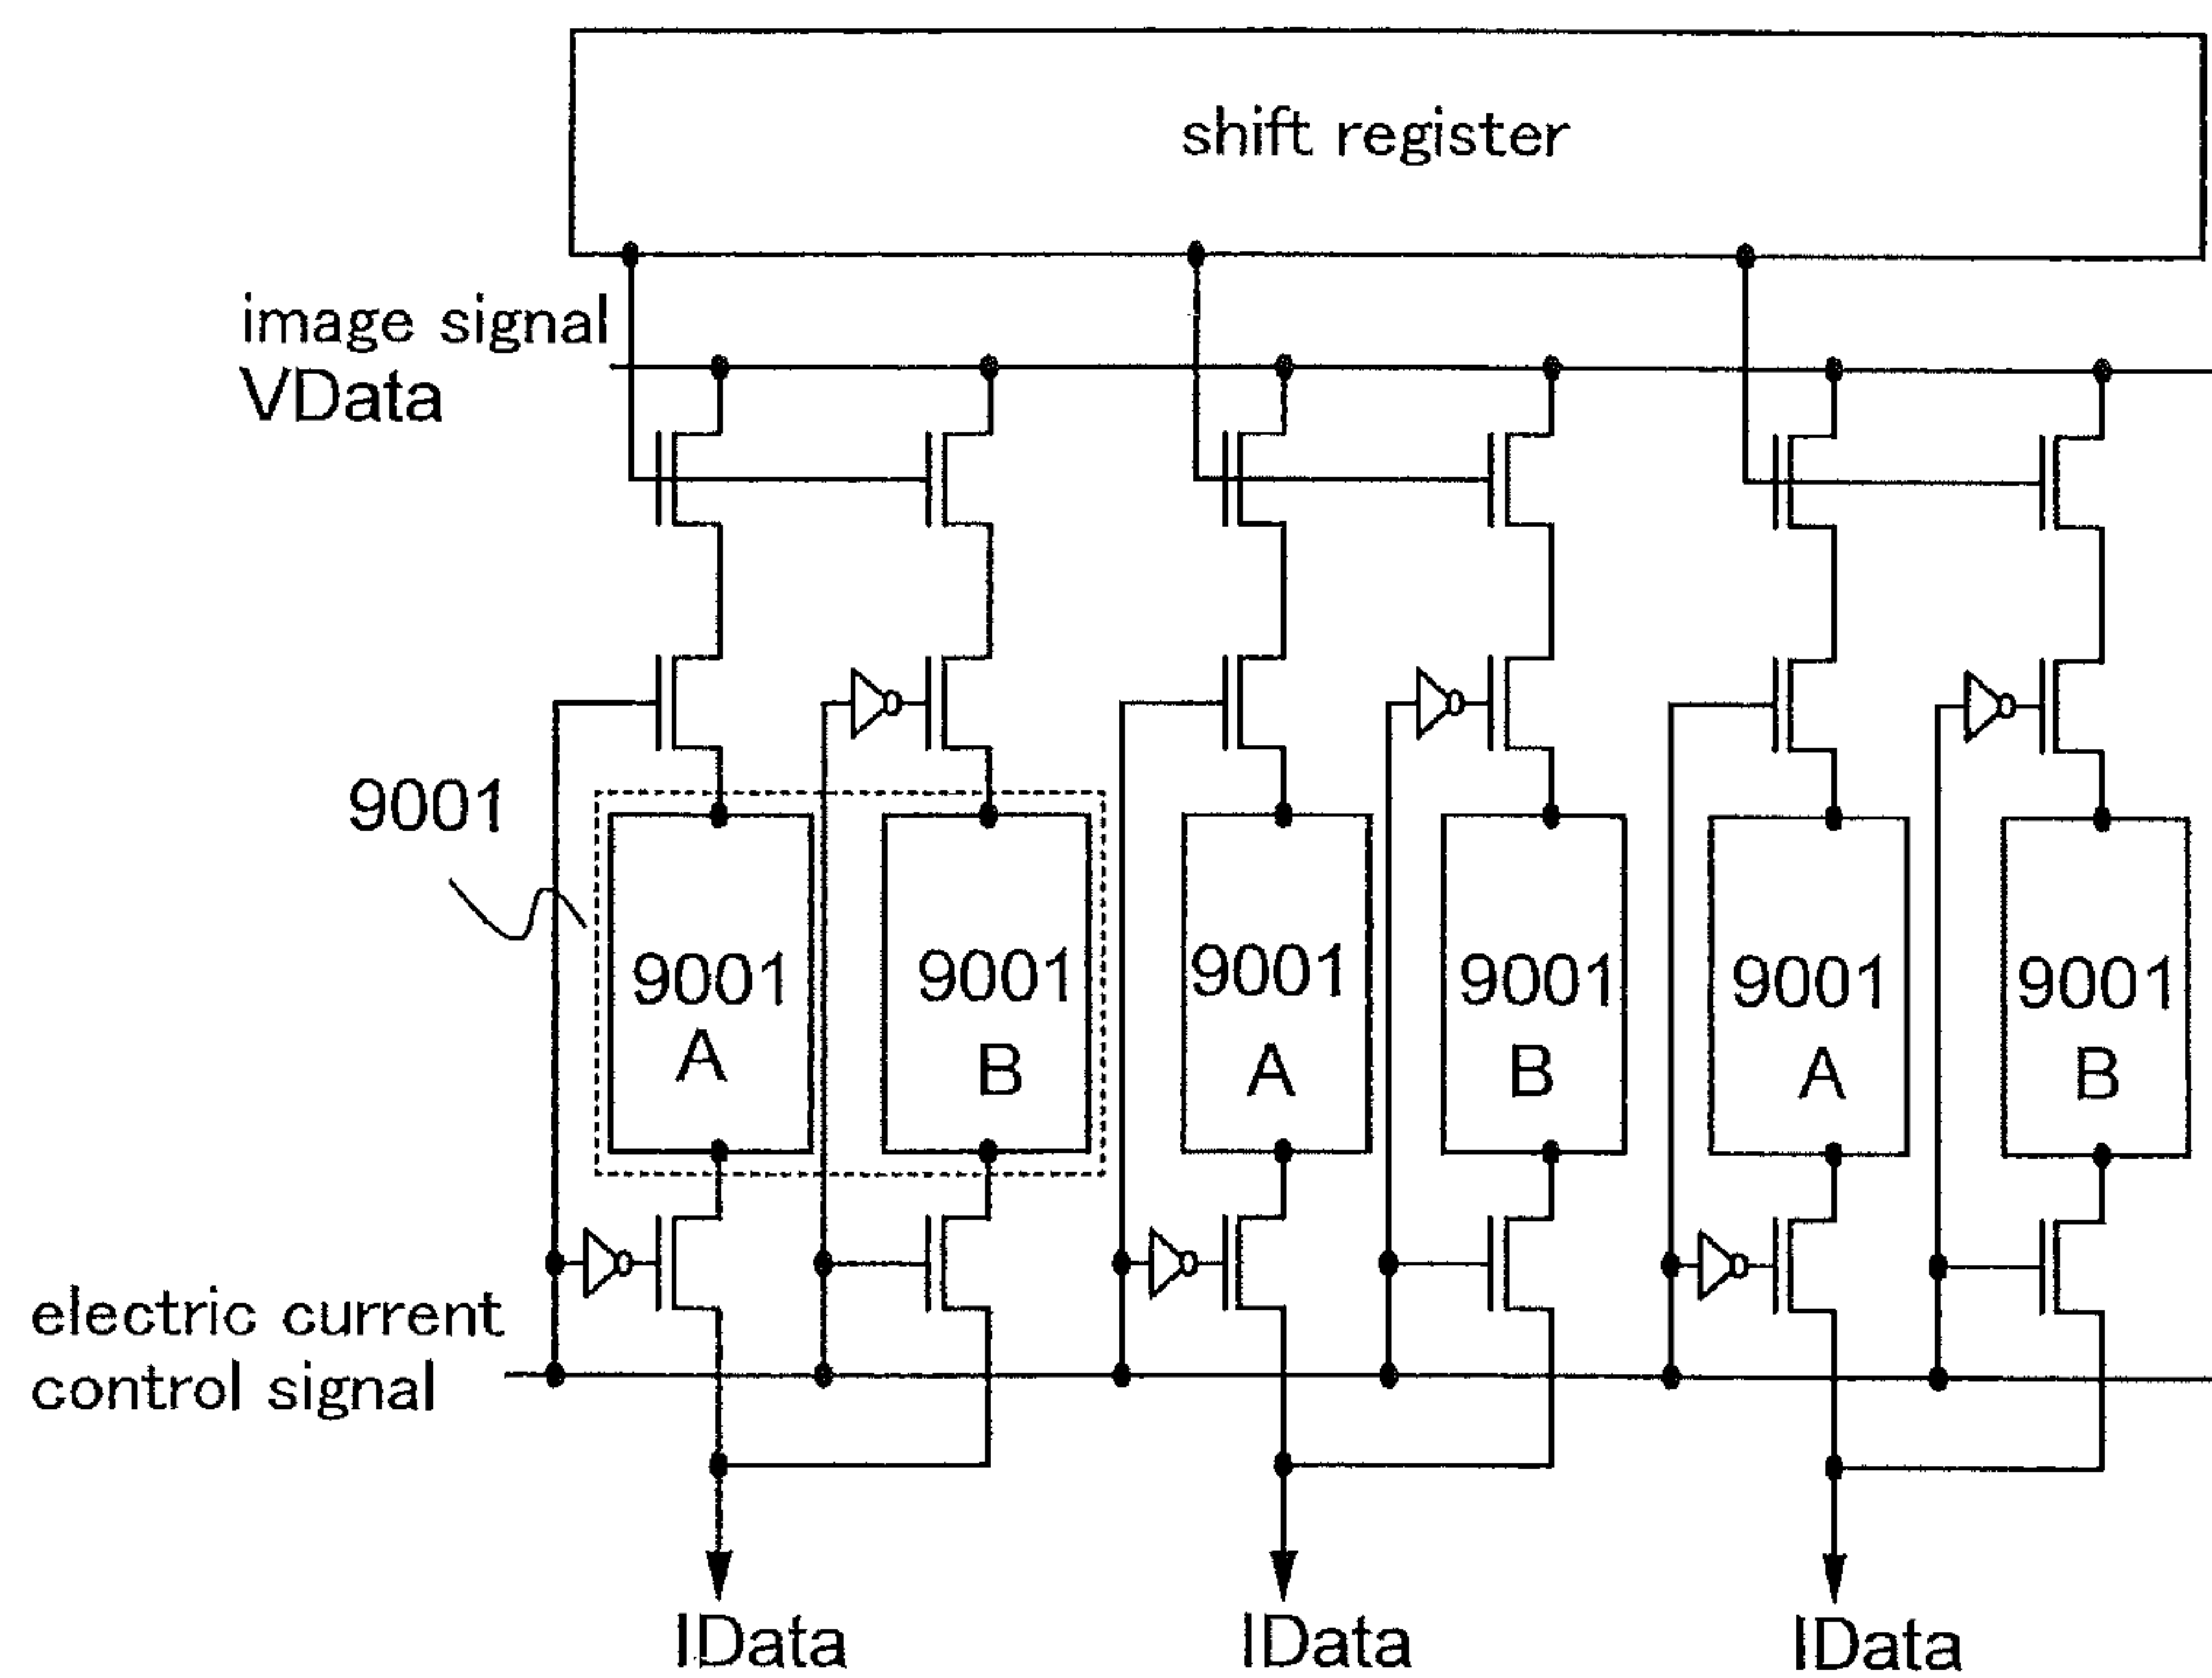 shift register
image signal
VData
9001
9001
A
9001
B
9001
A
9001
B
9001
A
9001
B
electric current
control signal
IData
IData
IData